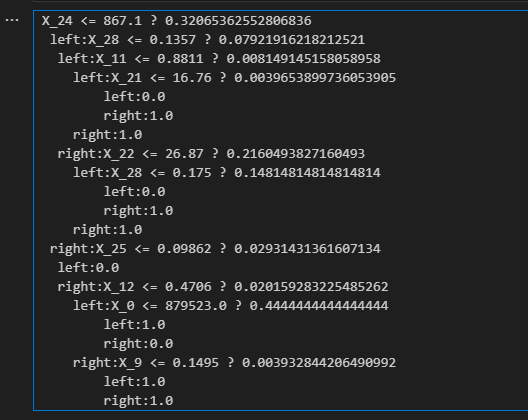 ...
X_24 <= 867.1 ? 0.32065362552806836
left:X_28 <= 0.1357 ? 0.07921916218212521
left:X_11 <= 0.8811 ? 0.008149145158058958
left:X_21 <= 16.76 ? 0.0039653899736053905
left:0.0
right:1.0
right:1.0
right:X_22 <= 26.87 ? 0.2160493827160493
left:X_28 <= 0.175 ? 0.14814814814814814
left:0.0
right:1.0
right:1.0
right:X_25 <= 0.09862 ? 0.02931431361607134
left:0.0
right:X_12 <= 0.4706 ? 0.020159283225485262
left:X_0 <= 879523.0 ? 0.4444444444444444
left:1.0
right:0.0
right:X_9 <= 0.1495 ? 0.003932844206490992
left:1.0
right:1.0